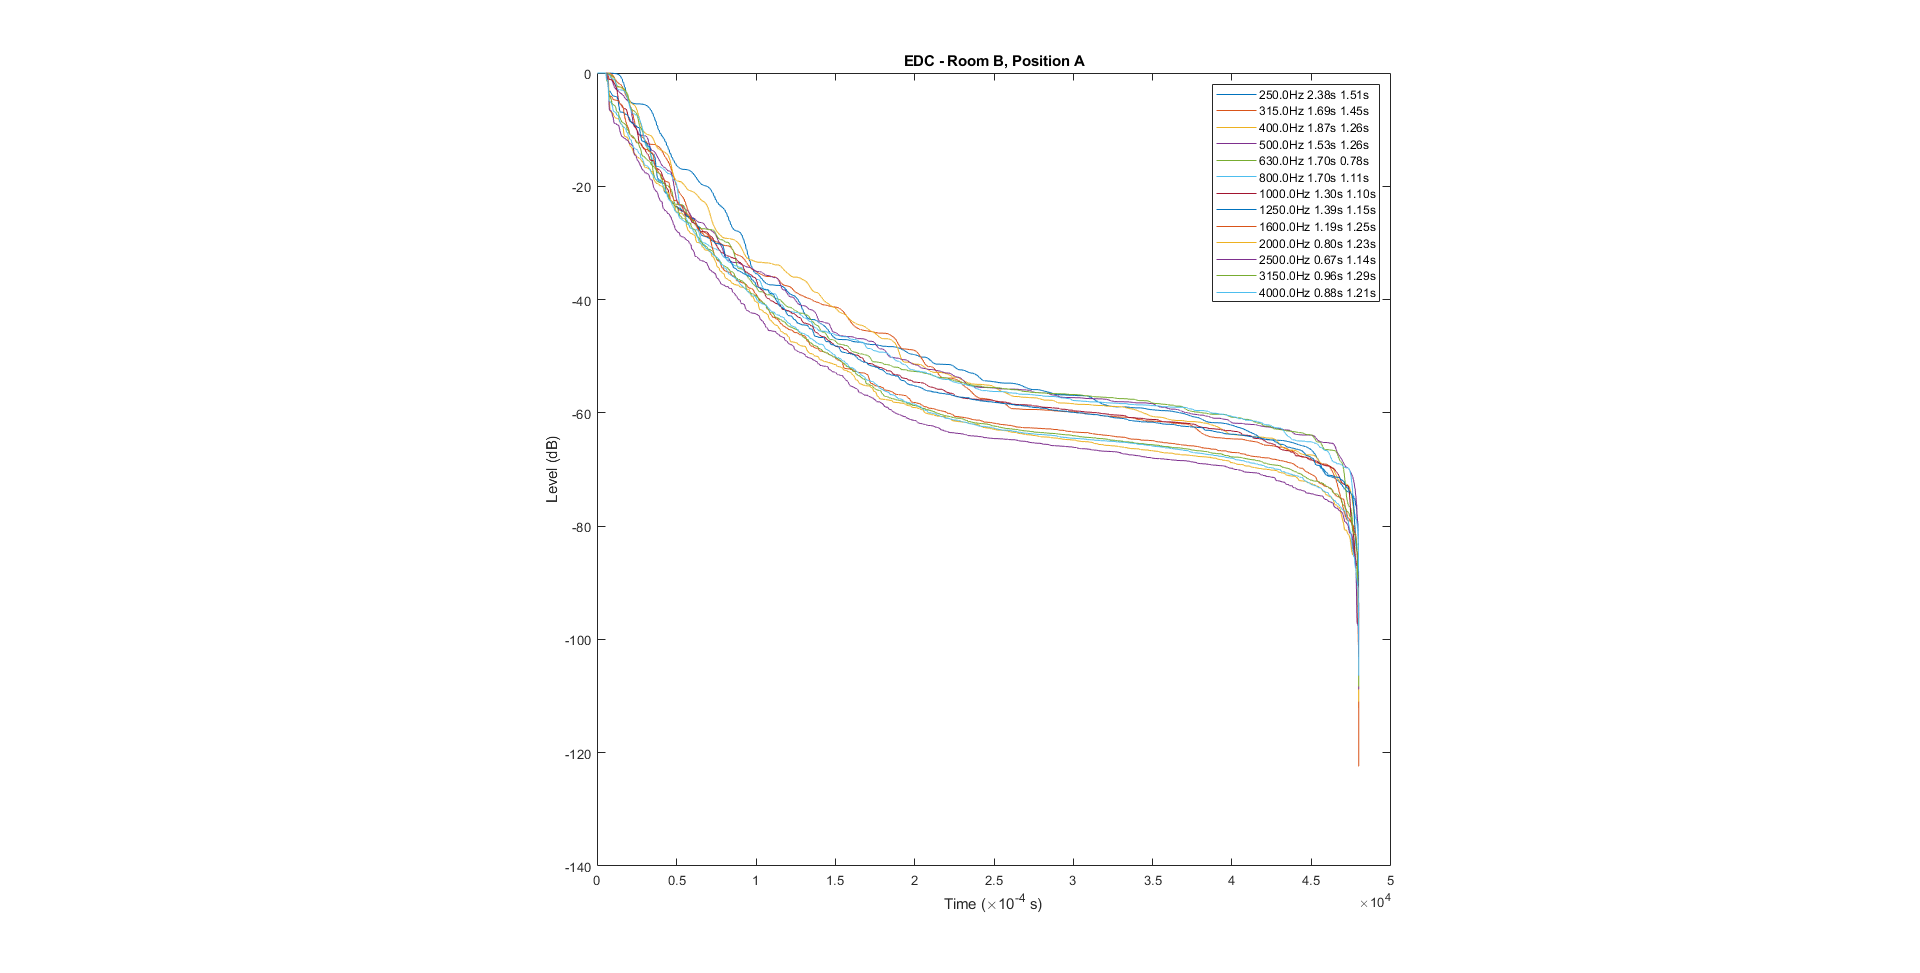 EDC - Room B, Position A
0
-20
-40
-60
-80
-100
-120
-140
Level (dB)
250.0Hz 2.38s 1.51s
315.0Hz 1.69s 1.45s
400.0Hz 1.87s 1.26s
500.0Hz 1.53s 1.26s
630.0Hz 1.70s 0.78s
800.0Hz 1.70s 1.11s
1000.0Hz 1.30s 1.10s
1250.0Hz 1.39s 1.15s
1600.0Hz 1.19s 1.25s
2000.0Hz 0.80s 1.23s
2500.0Hz 0.67s 1.14s
3150.0Hz 0.96s 1.29s
4000.0Hz 0.88s 1.21s
0 0.5 1 1.5 2 2.5 3 3.5 4 4.5 5
×10⁴
Time (×10⁻⁴ s)